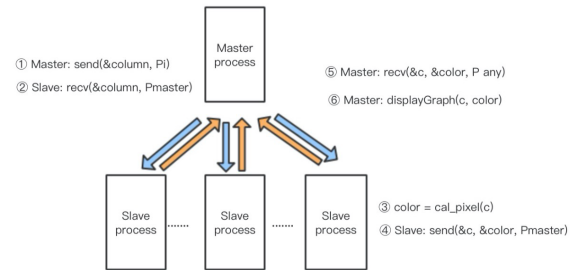 Master
process
① Master: send(&column, Pi)
② Slave: recv(&column, Pmaster)
⑤ Master: recv(&c, &color, P any)
⑥ Master: displayGraph(c, color)
Slave
process
.......
Slave
process
.......
Slave
process
③ color = cal_pixel(c)
④ Slave: send(&c, &color, Pmaster)